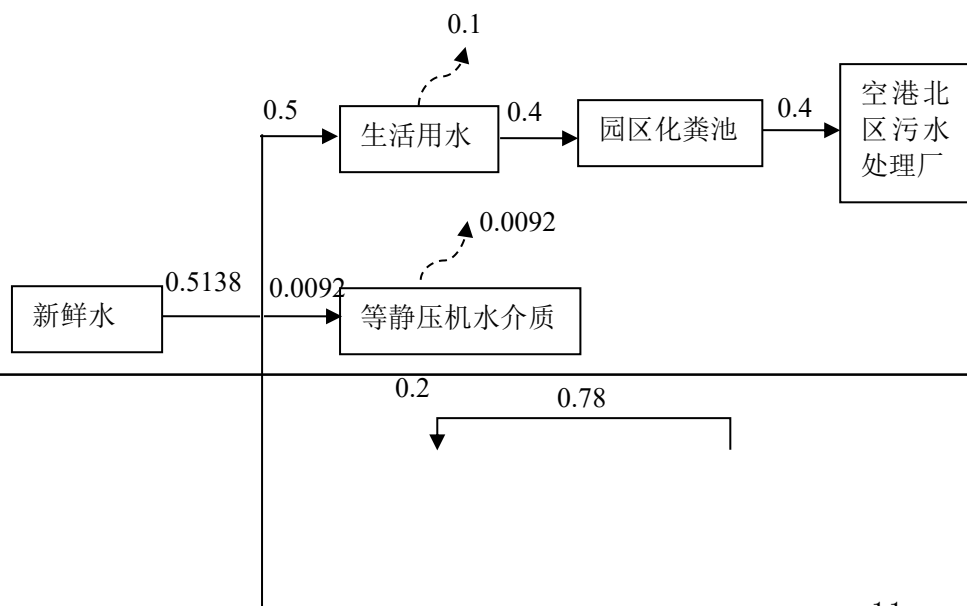 0.1
0.5
生活用水
0.4
园区化粪池
0.4
空港北
区污水
处理厂
0.0092
新鲜水
0.5138
0.0092
等静压机水介质
0.2
0.78